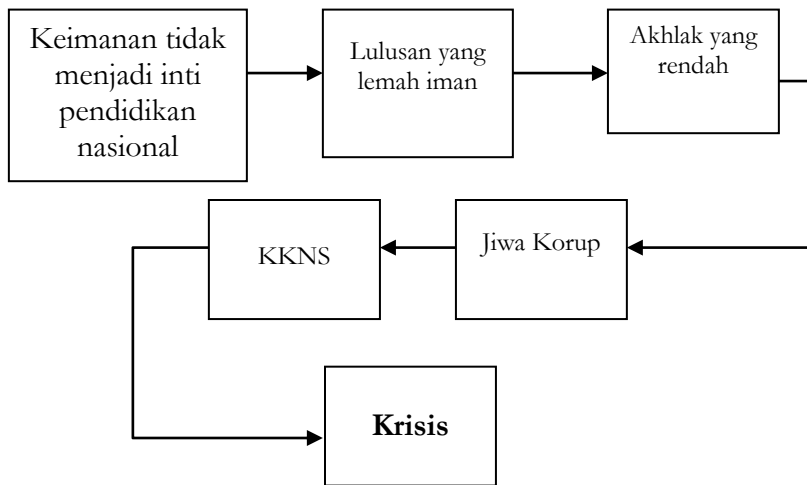 Keimanan tidak
menjadi inti
pendidikan
nasional
Lulusan yang
lemah iman
Akhlak yang
rendah
Jiwa Korup
KKNS
Krisis